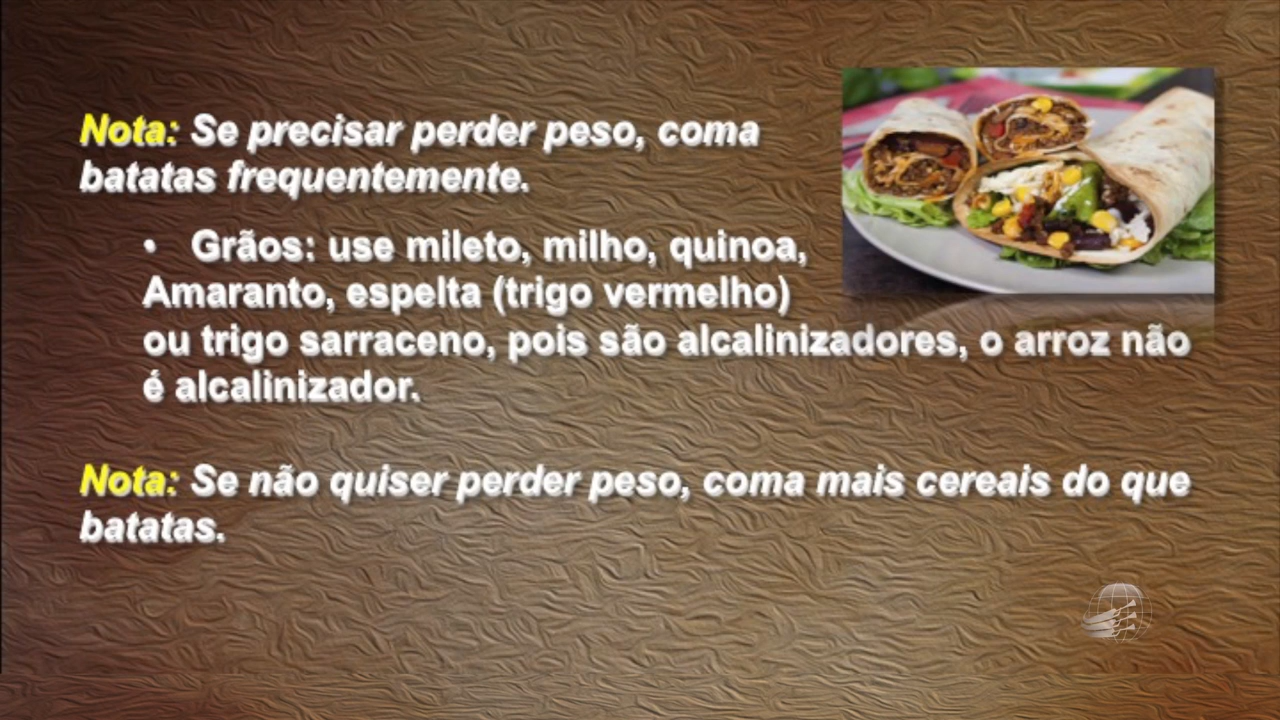 Nota: Se precisar perder peso, coma
batatas frequentemente.
• Grãos: use mileto, milho, quinoa,
Amaranto, espelta (trigo vermelho)
ou trigo sarraceno, pois são alcalinizadores, o arroz não
é alcalinizador.
Nota: Se não quiser perder peso, coma mais cereais do que
batatas.